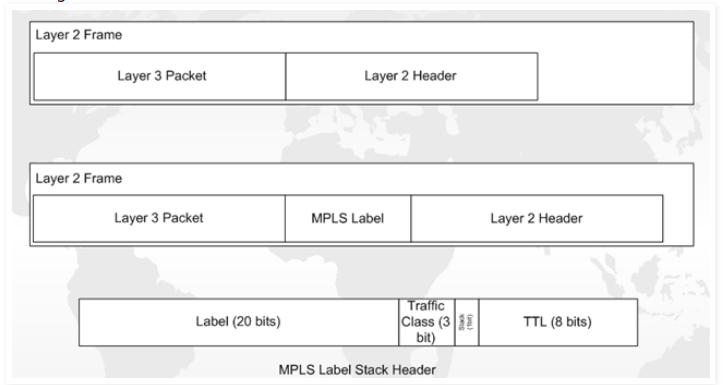 Layer 2 Frame
Layer 3 Packet
Layer 2 Header
Layer 2 Frame
Layer 3 Packet
MPLS Label
Layer 2 Header
Label (20 bits)
Traffic
Class (3
bit)
Stack
(1bit)
TTL (8 bits)
MPLS Label Stack Header